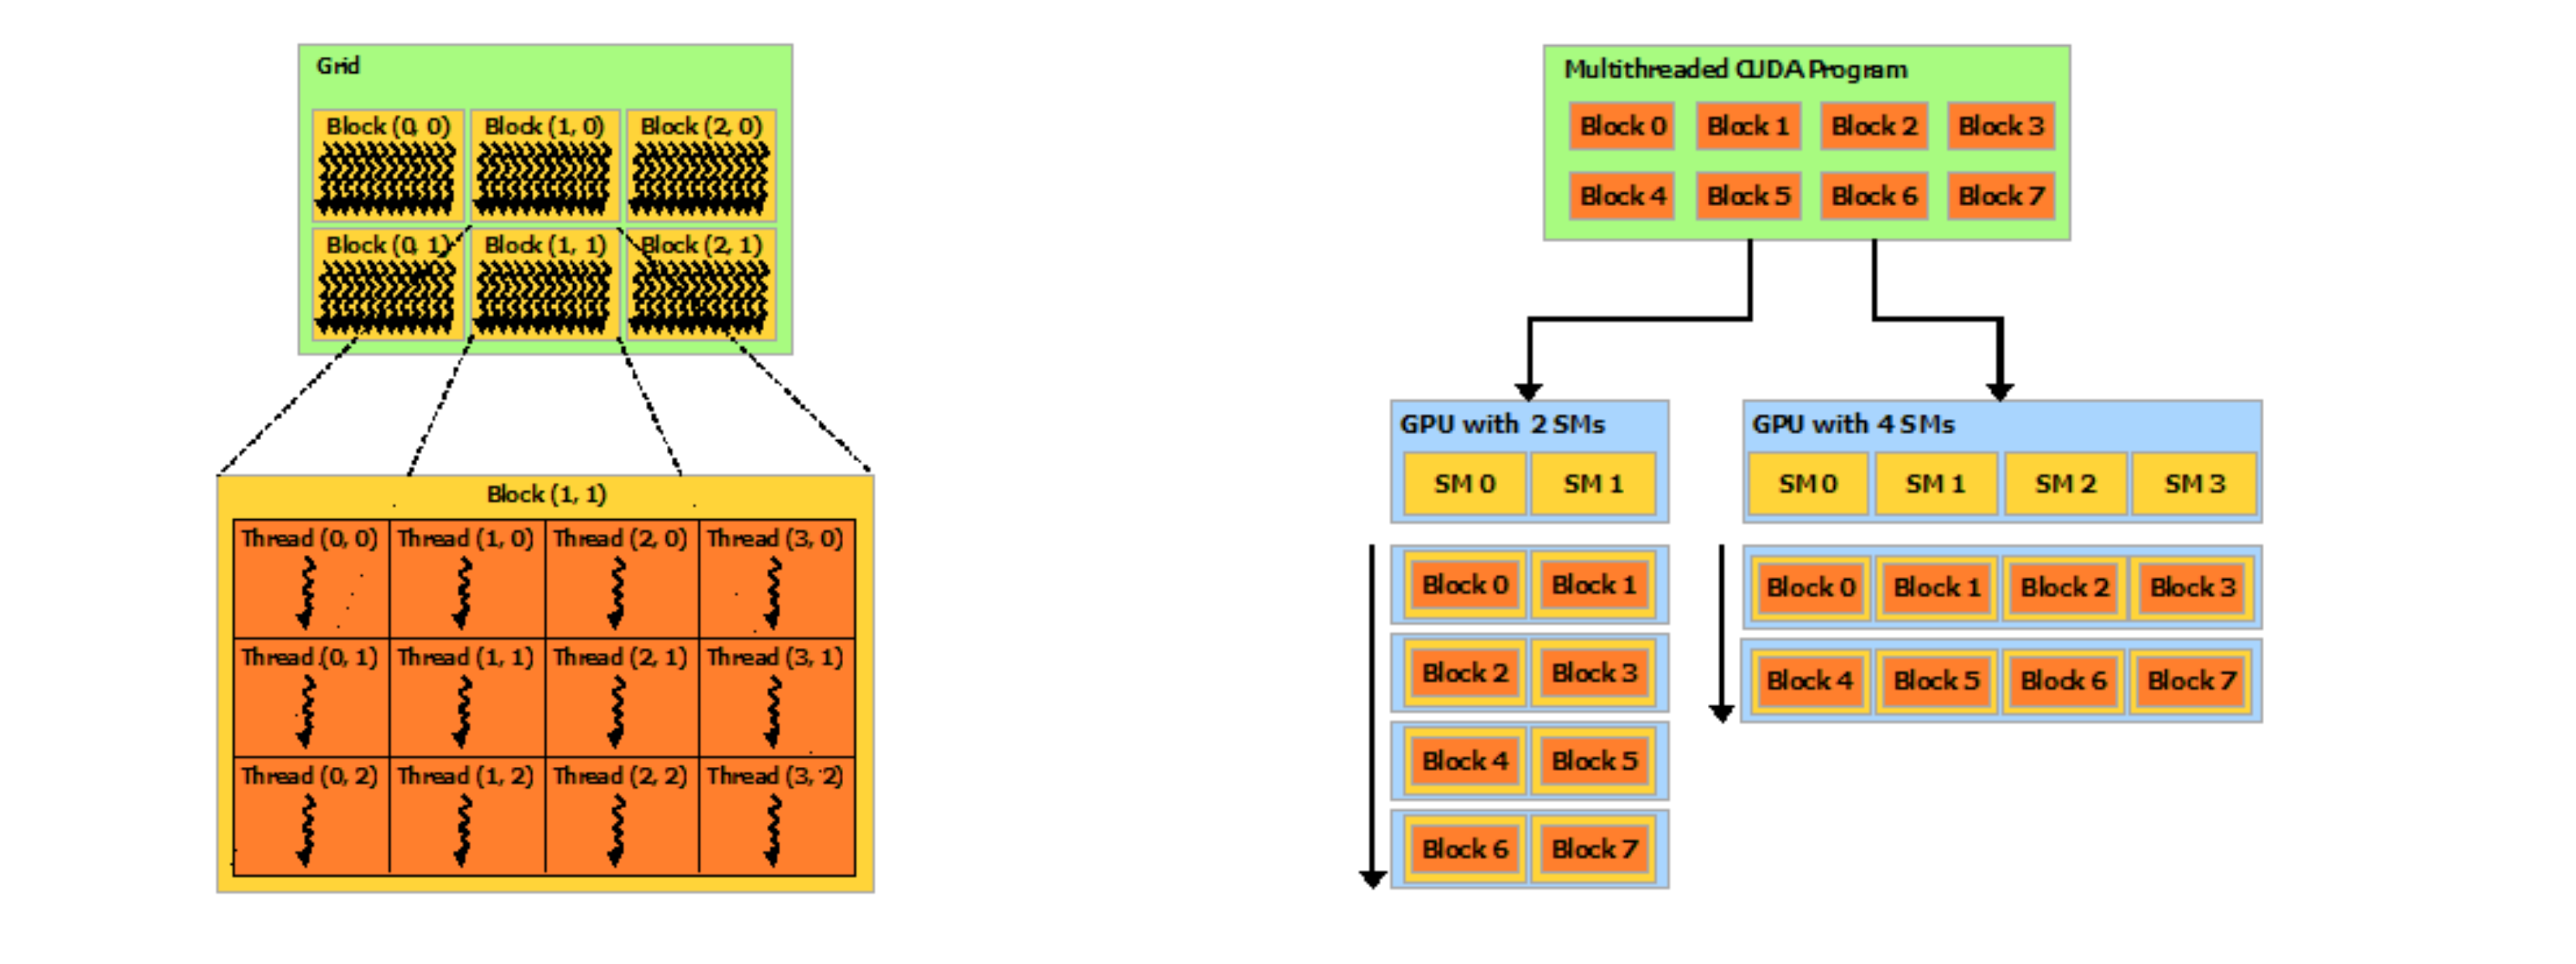 Grid
Block (0, 0) Block (1, 0) Block (2, 0)
Block (0, 1) Block (1, 1) Block (2, 1)
Block (1, 1)
Thread (0, 0) Thread (1, 0) Thread (2, 0) Thread (3, 0)
Thread (0, 1) Thread (1, 1) Thread (2, 1) Thread (3, 1)
Thread (0, 2) Thread (1, 2) Thread (2, 2) Thread (3, 2)
Multithreaded CUDA Program
Block 0 Block 1 Block 2 Block 3
Block 4 Block 5 Block 6 Block 7
GPU with 2 SMs
SM 0 SM 1
Block 0 Block 1
Block 2 Block 3
Block 4 Block 5
Block 6 Block 7
GPU with 4 SMs
SM 0 SM 1 SM 2 SM 3
Block 0 Block 1 Block 2 Block 3
Block 4 Block 5 Block 6 Block 7